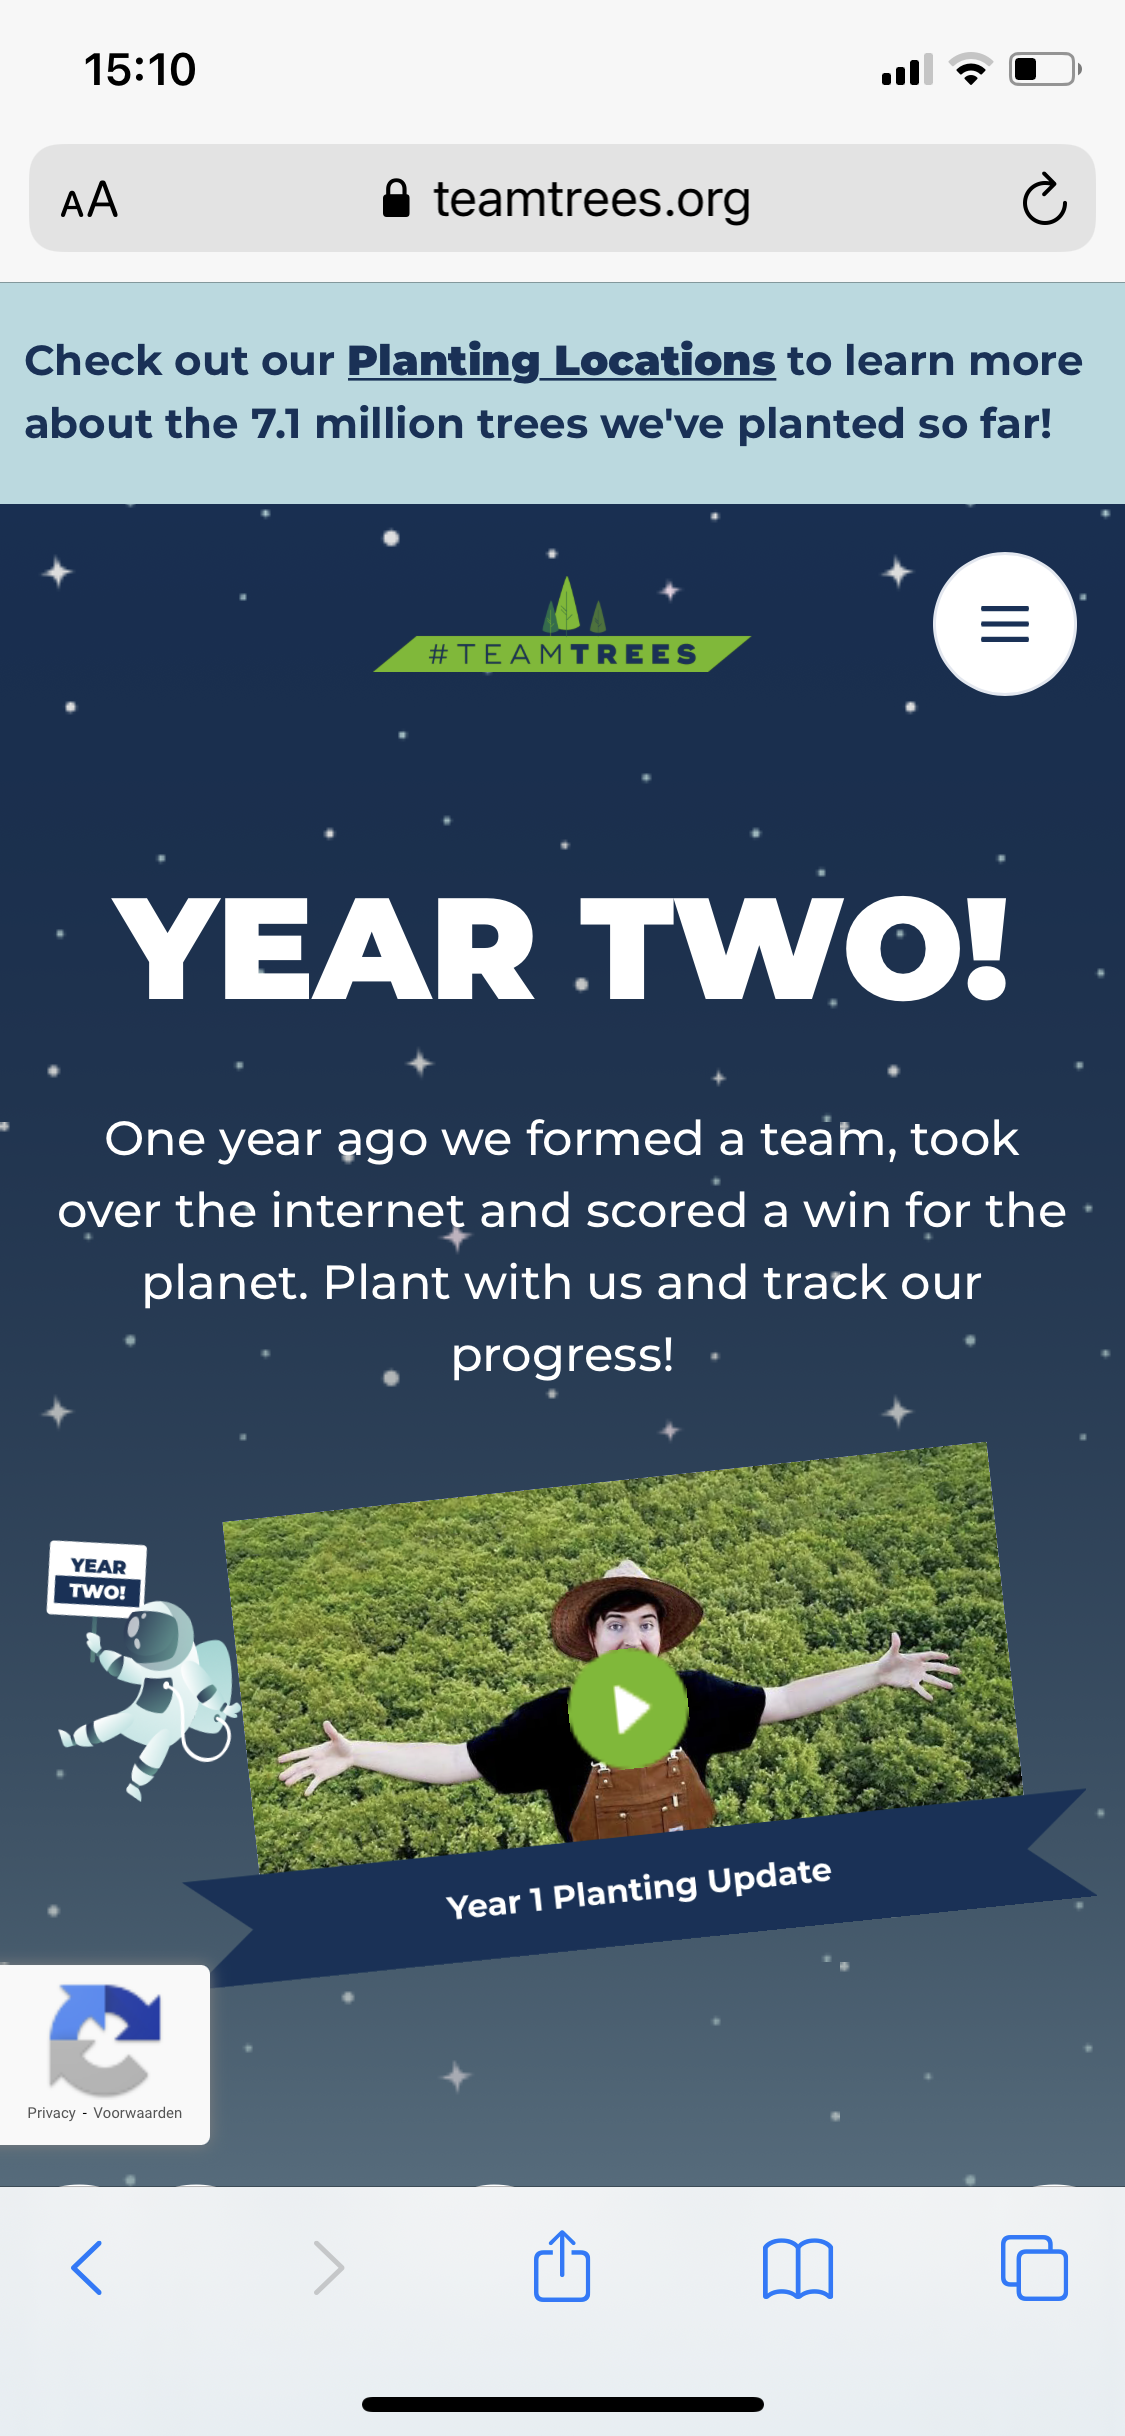 15:10
AA
teamtrees.org
Check out our Planting Locations to learn more
about the 7.1 million trees we've planted so far!
#TEAMTREES
YEAR TWO!
One year ago we formed a team, took
over the internet and scored a win for the
planet. Plant with us and track our
progress!
YEAR
TWO!
Year 1 Planting Update
Privacy - Voorwaarden